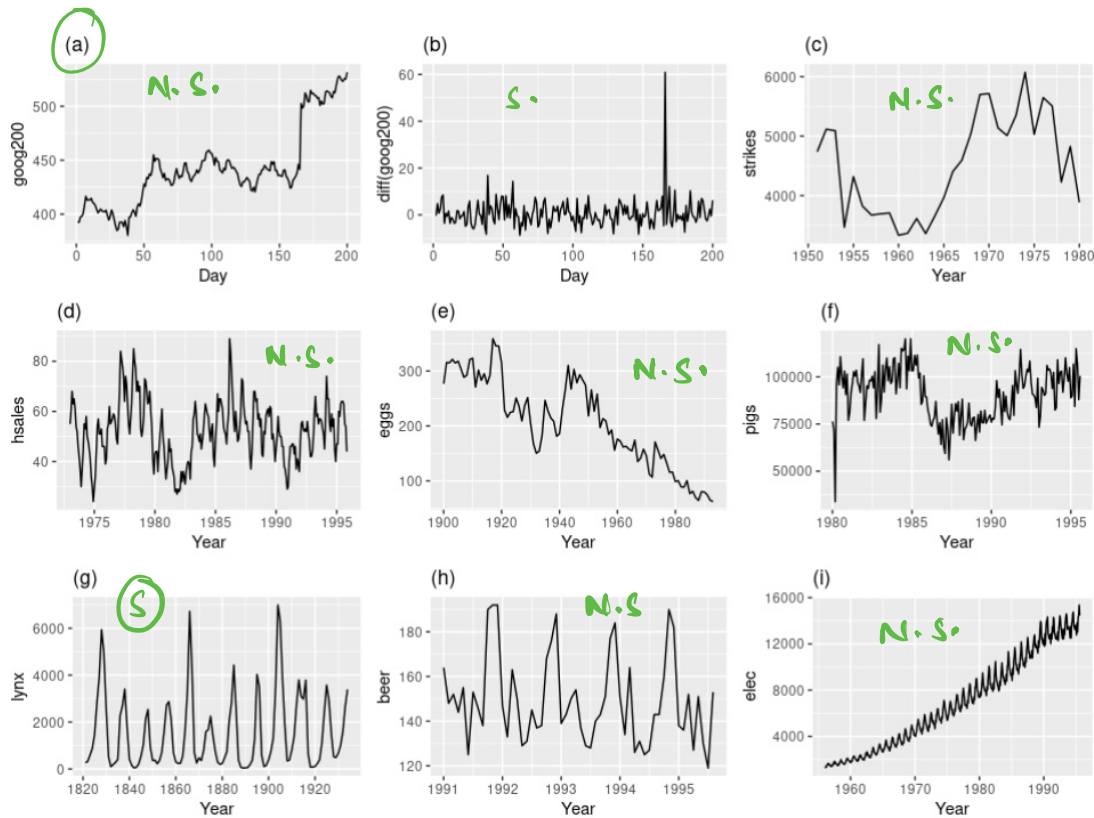 (a)
N.S.
500
450
400
goog200
0
50
100
150
200
Day
(b)
S.
60
40
20
0
diff(goog200)
0
50
100
150
200
Day
(c)
N.S.
6000
5000
4000
strikes
1950
1955
1960
1965
1970
1975
1980
Year
(d)
N.S.
80
60
40
hsales
1975
1980
1985
1990
1995
Year
(e)
N.S.
300
200
100
eggs
1900
1920
1940
1960
1980
Year
(f)
N.S.
100000
75000
50000
pigs
1980
1985
1990
1995
Year
(g)
S
6000
4000
2000
0
lynx
1820
1840
1860
1880
1900
1920
Year
(h)
N.S
180
160
140
120
beer
1991
1992
1993
1994
1995
Year
(i)
N.S.
16000
12000
8000
4000
elec
1960
1970
1980
1990
Year